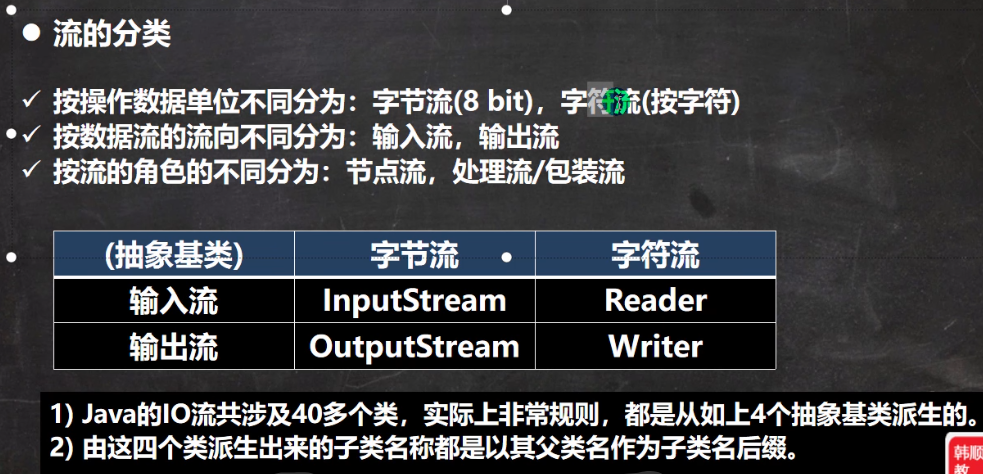 流的分类
按操作数据单位不同分为：字节流(8 bit)，字符流(按字符)
按数据流的流向不同分为：输入流，输出流
按流的角色的不同分为：节点流，处理流/包装流
(抽象基类) 字节流 字符流
输入流 InputStream Reader
输出流 OutputStream Writer
1) Java的IO流共涉及40多个类，实际上非常规则，都是从如上4个抽象基类派生的。
2) 由这四个类派生出来的子类名称都是以其父类名作为子类名后缀。
韩顺
教